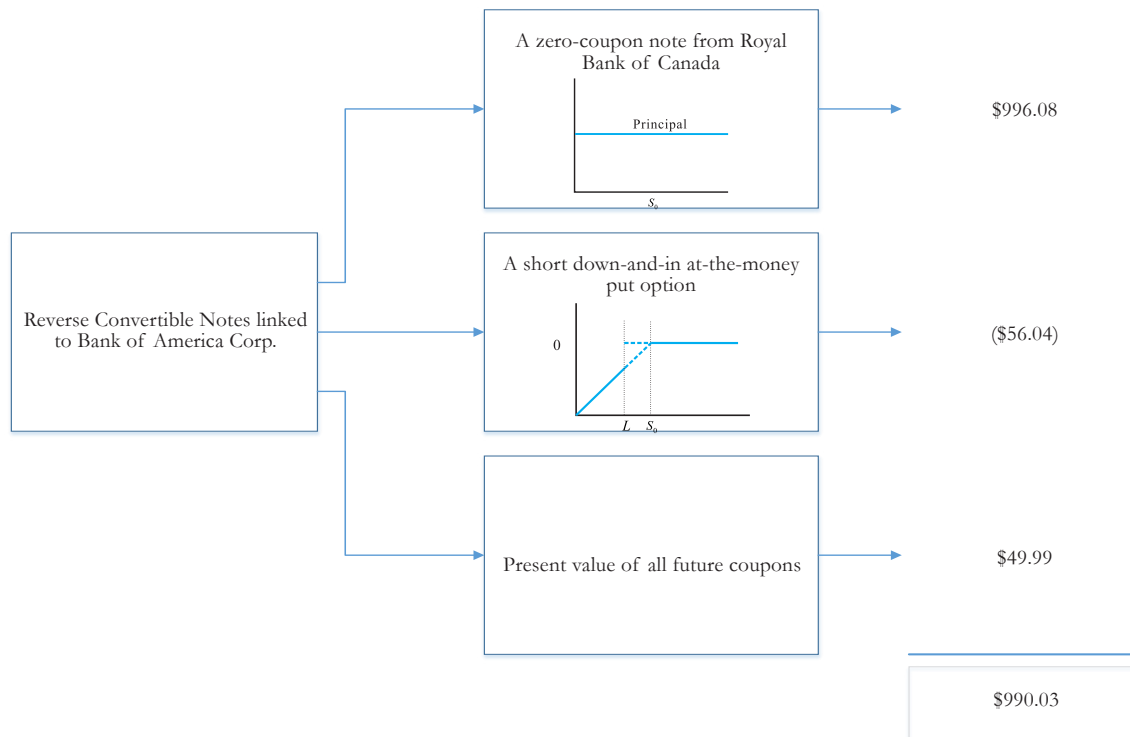 A zero-coupon note from Royal
Bank of Canada
Principal
S₀
$996.08
Reverse Convertible Notes linked
to Bank of America Corp.
A short down-and-in at-the-money
put option
0
L S₀
($56.04)
Present value of all future coupons
$49.99
$990.03